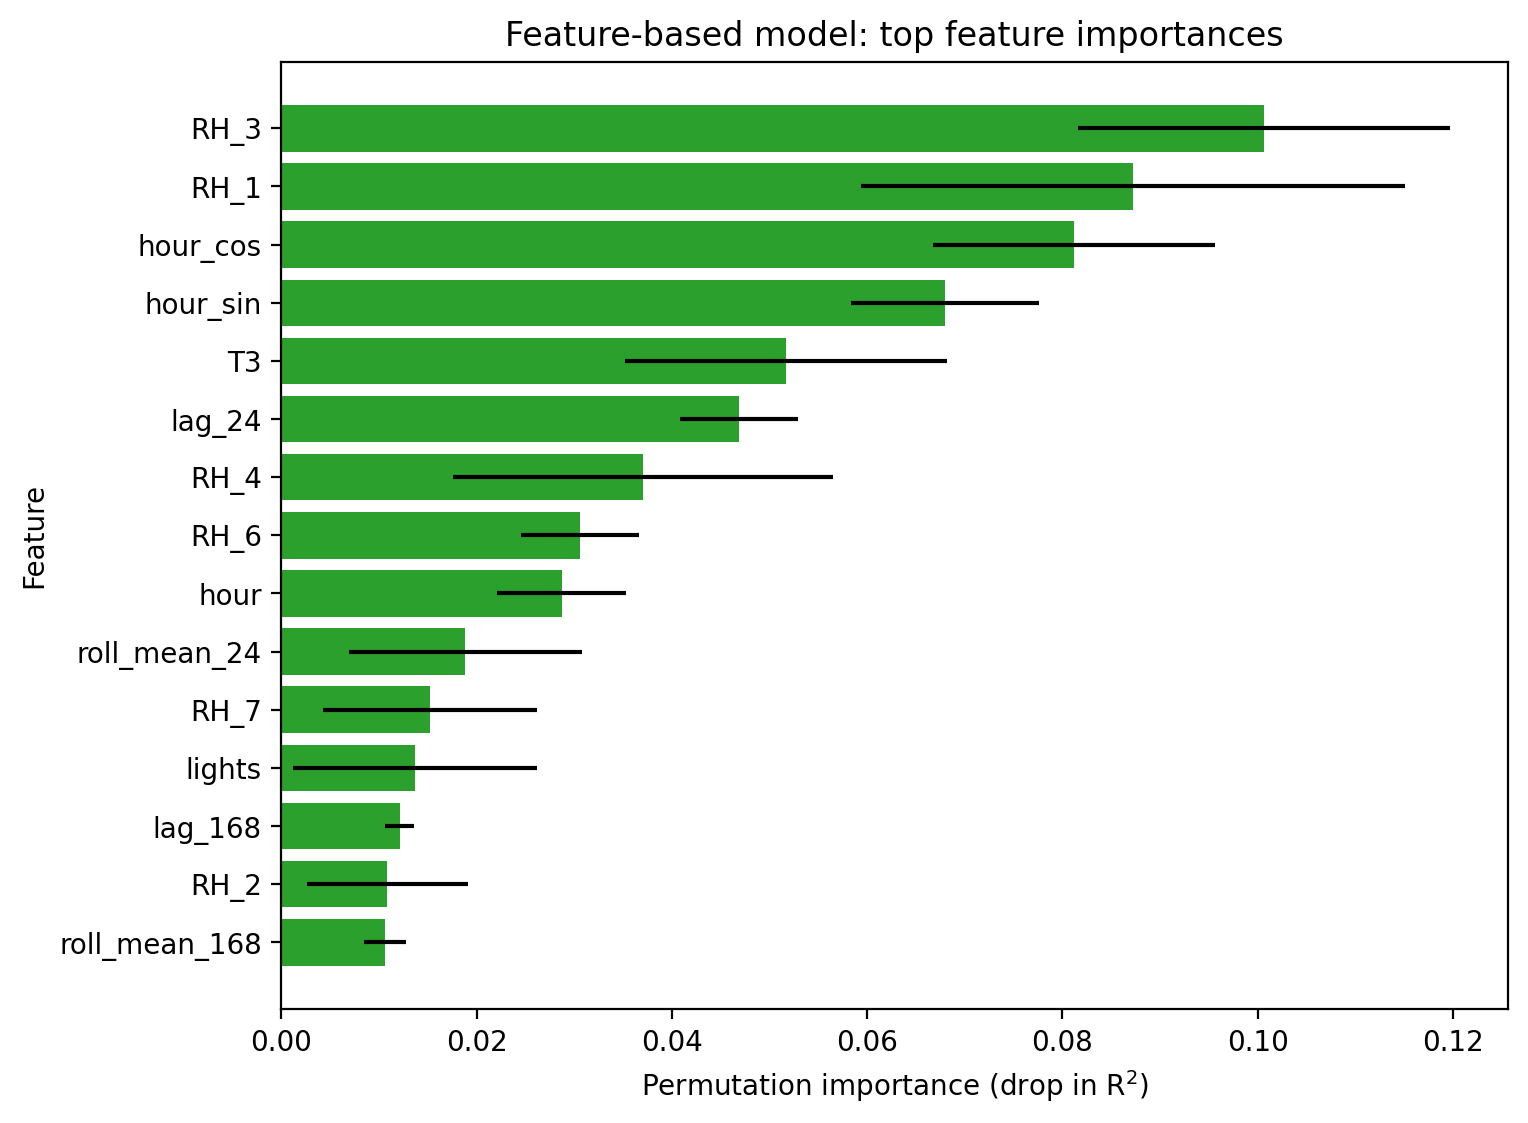 Feature-based model: top feature importances
RH_3
RH_1
hour_cos
hour_sin
T3
lag_24
RH_4
RH_6
hour
roll_mean_24
RH_7
lights
lag_168
RH_2
roll_mean_168
Feature
0.00 0.02 0.04 0.06 0.08 0.10 0.12
Permutation importance (drop in R²)